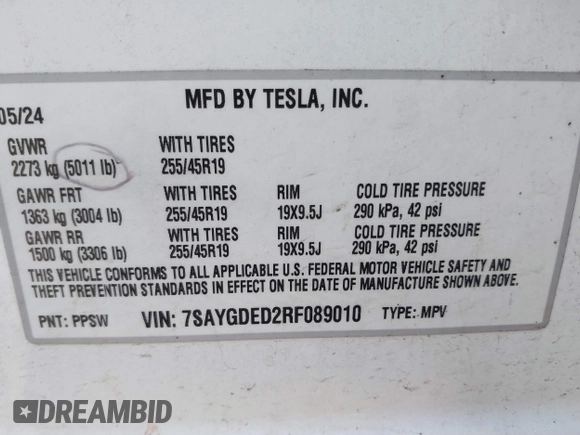 MFD BY TESLA, INC.
05/24
GVWR WITH TIRES
2273 kg (5011 lb) 255/45R19
GAWR FRT WITH TIRES RIM COLD TIRE PRESSURE
1363 kg (3004 lb) 255/45R19 19X9.5J 290 kPa, 42 psi
GAWR RR WITH TIRES RIM COLD TIRE PRESSURE
1500 kg (3306 lb) 255/45R19 19X9.5J 290 kPa, 42 psi
THIS VEHICLE CONFORMS TO ALL APPLICABLE U.S. FEDERAL MOTOR VEHICLE SAFETY AND
THEFT PREVENTION STANDARDS IN EFFECT ON THE DATE OF MANUFACTURE SHOWN ABOVE.
PNT: PPSW VIN: 7SAYGDED2RF089010 TYPE: MPV
DREAMBID